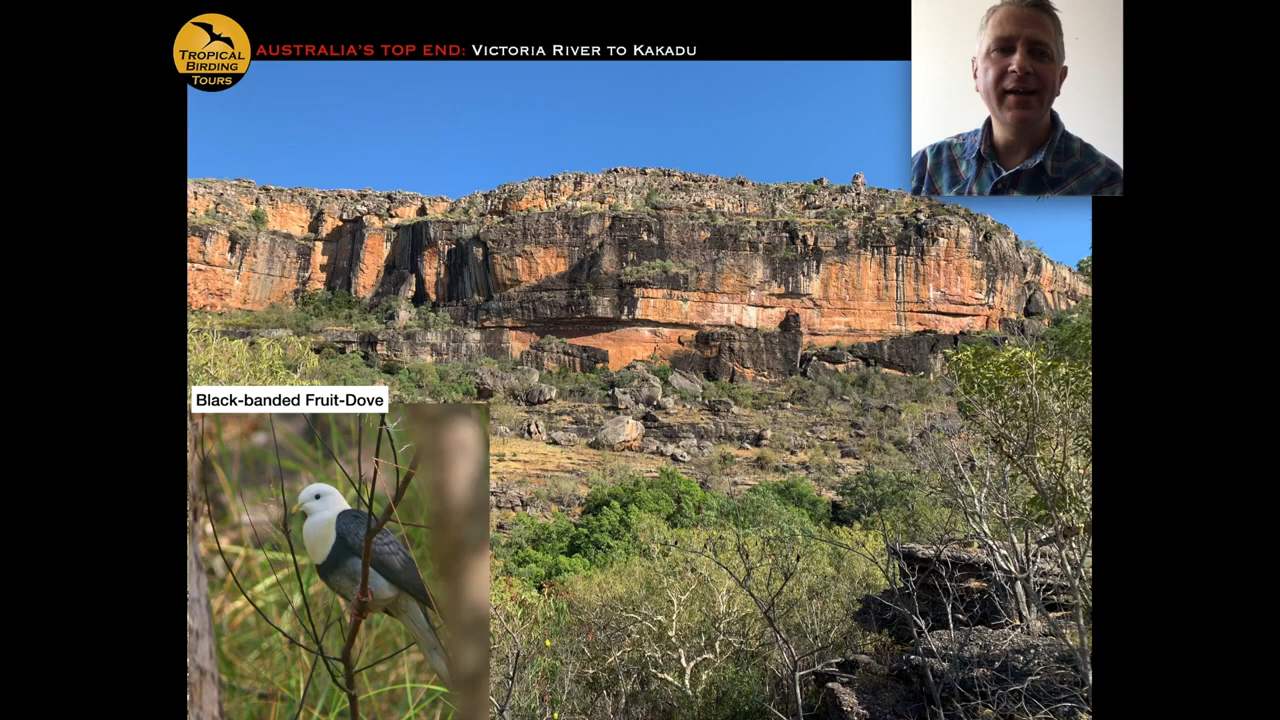 TROPICAL
BIRDING
TOURS
AUSTRALIA'S TOP END: VICTORIA RIVER TO KAKADU
Black-banded Fruit-Dove